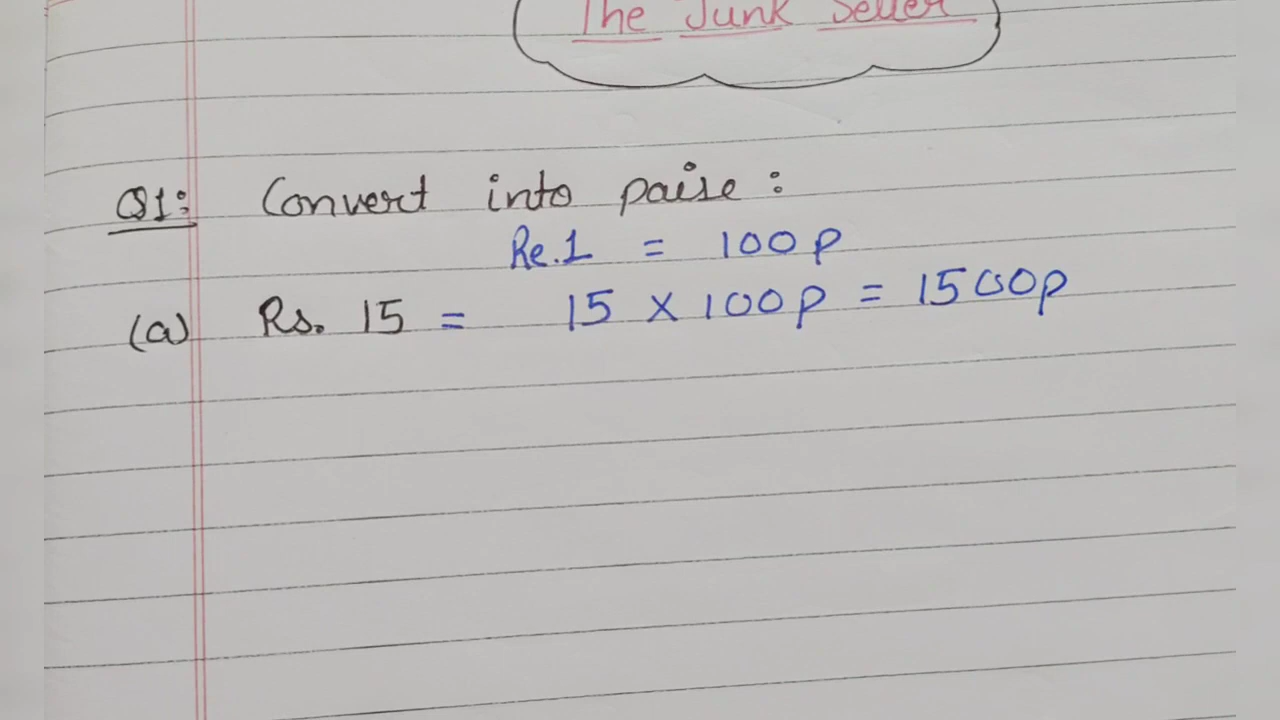 The Junk Seller
Q1: Convert into paise :
Re.1 = 100p
(a) Rs. 15 = 15 x 100p = 1500p